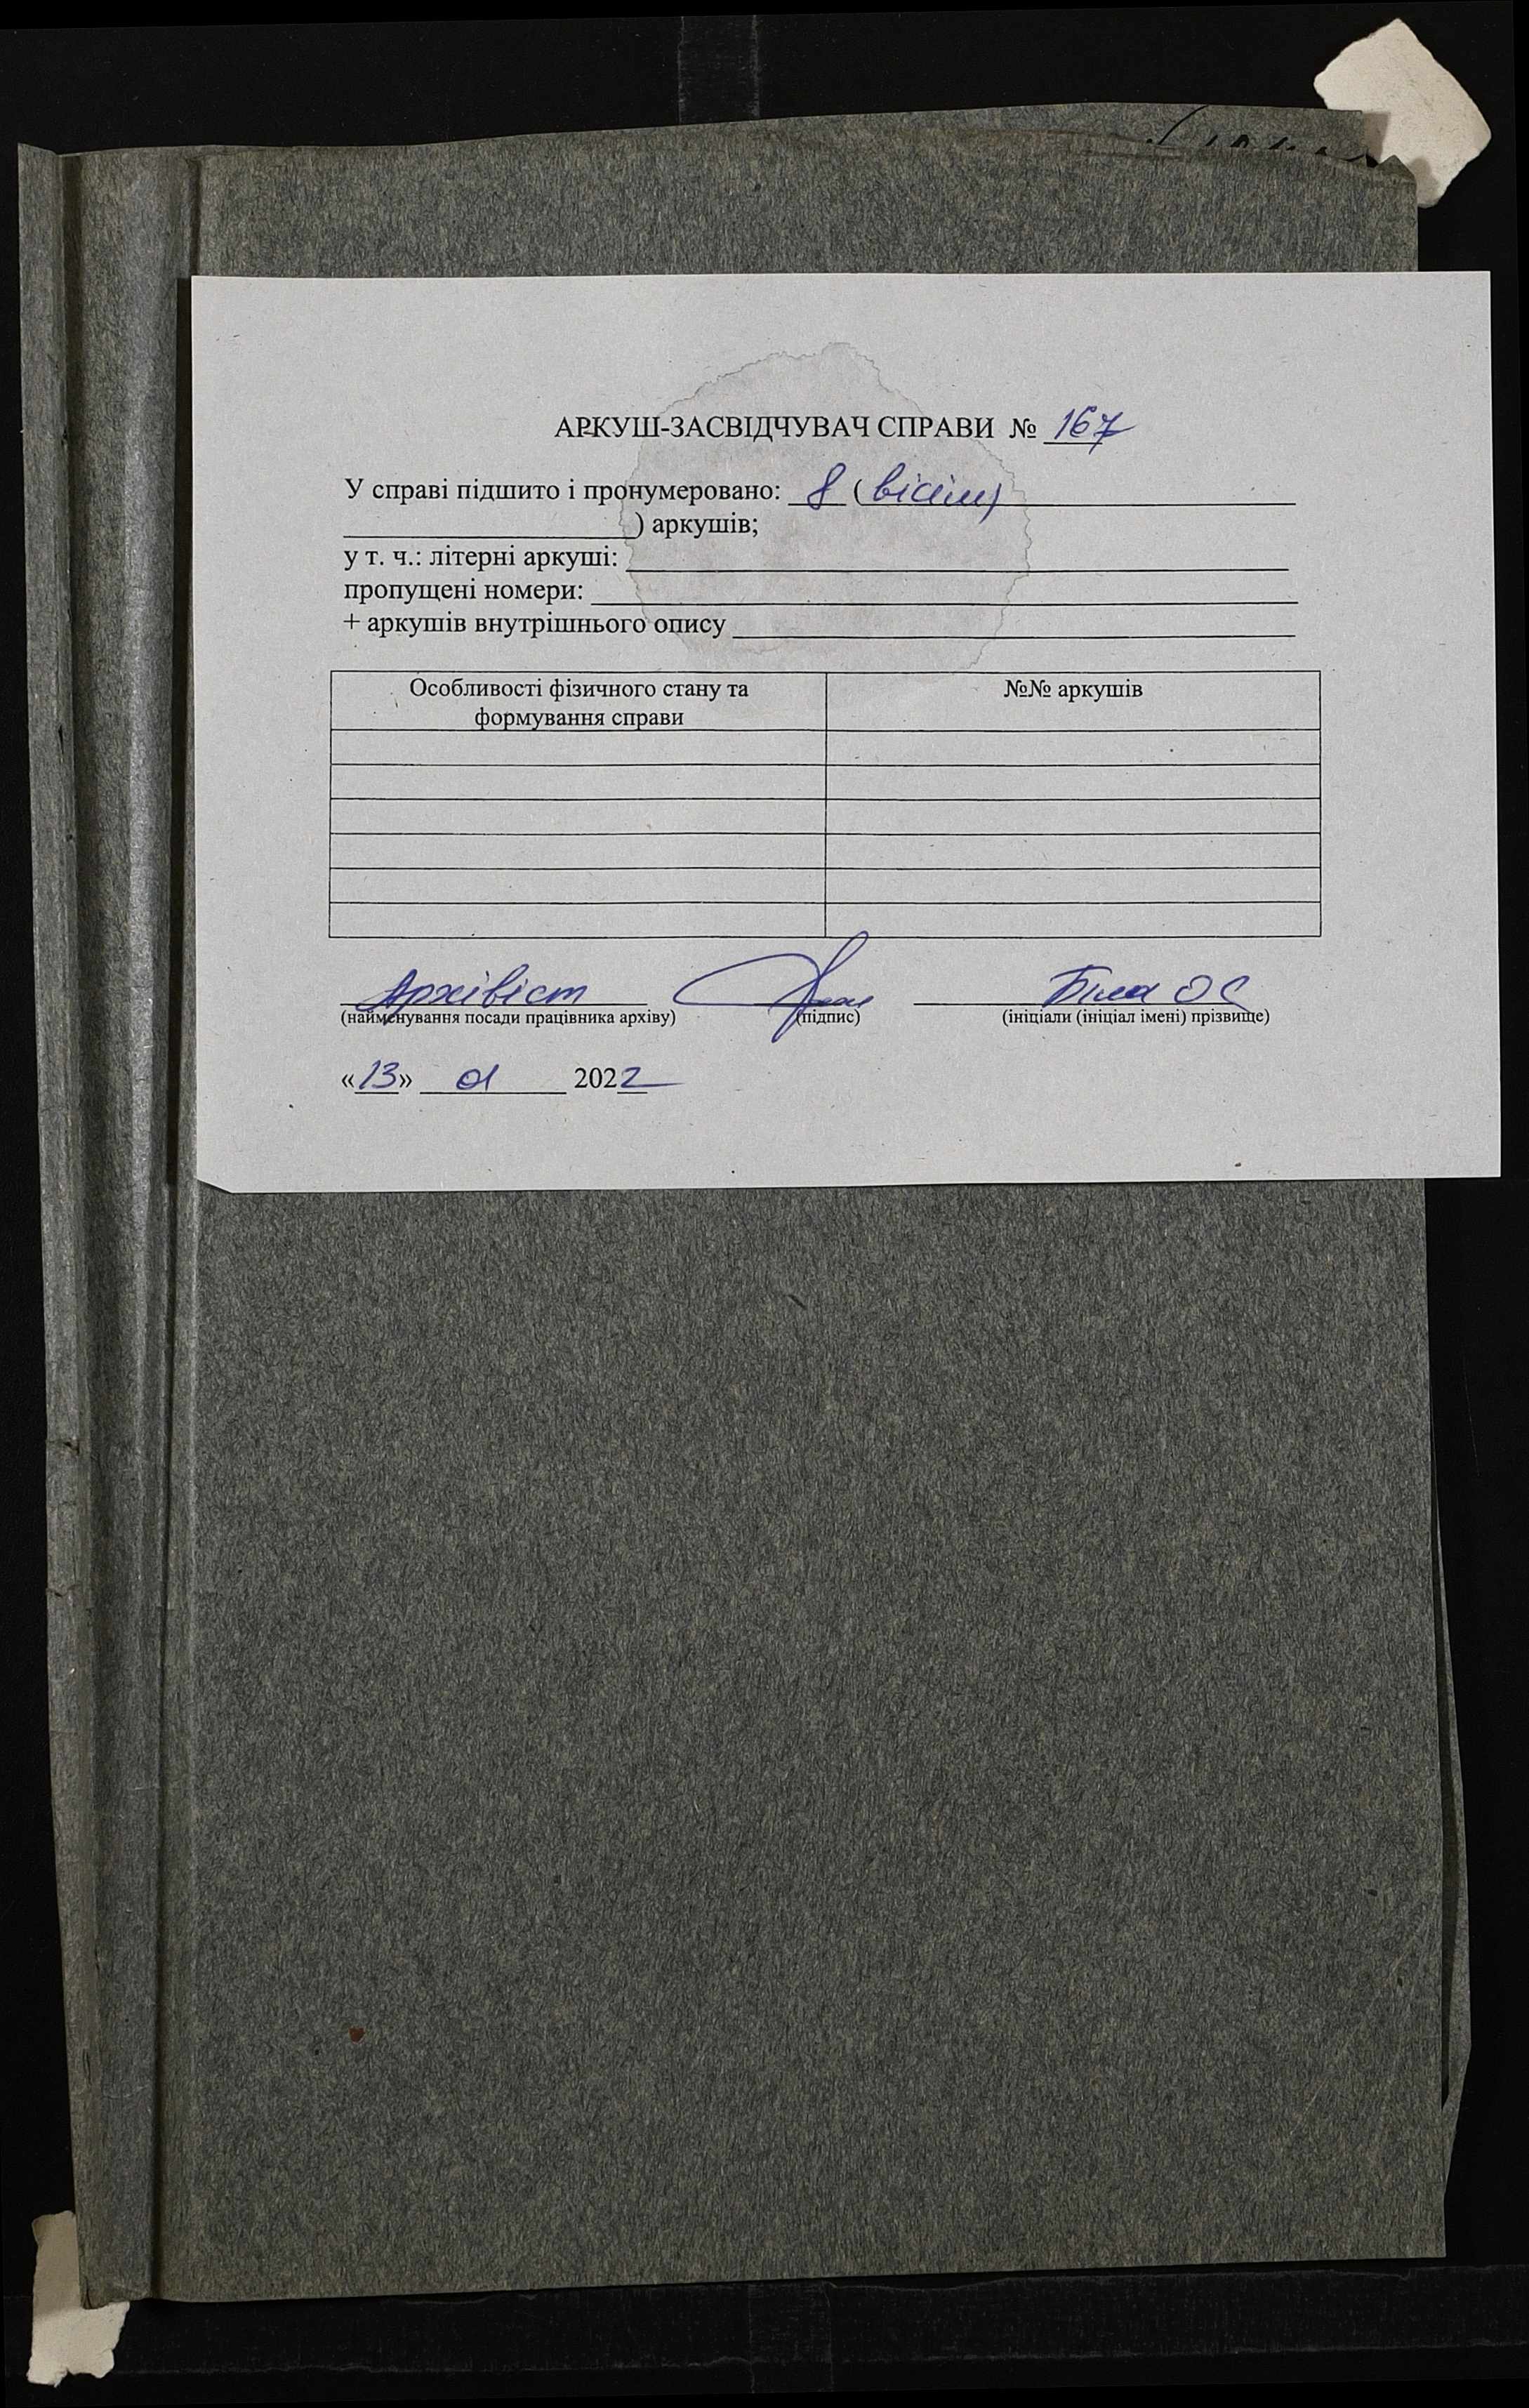 АРКУШ-ЗАСВІДЧУВАЧ СПРАВИ № 167
У справі підшито і пронумеровано: 8 (вісім)
) аркушів;
у т. ч.: літерні аркуші:
пропущені номери:
+ аркушів внутрішнього опису
Особливості фізичного стану та
формування справи
№№ аркушів
Архівіст Біла О С
(найменування посади працівника архіву) (підпис) (ініціали (ініціал імені) прізвище)
«13» 01 2022